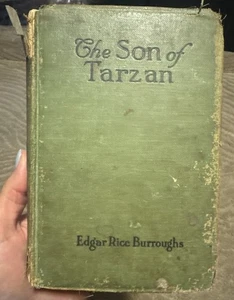 The Son of
Tarzan
Edgar Rice Burroughs